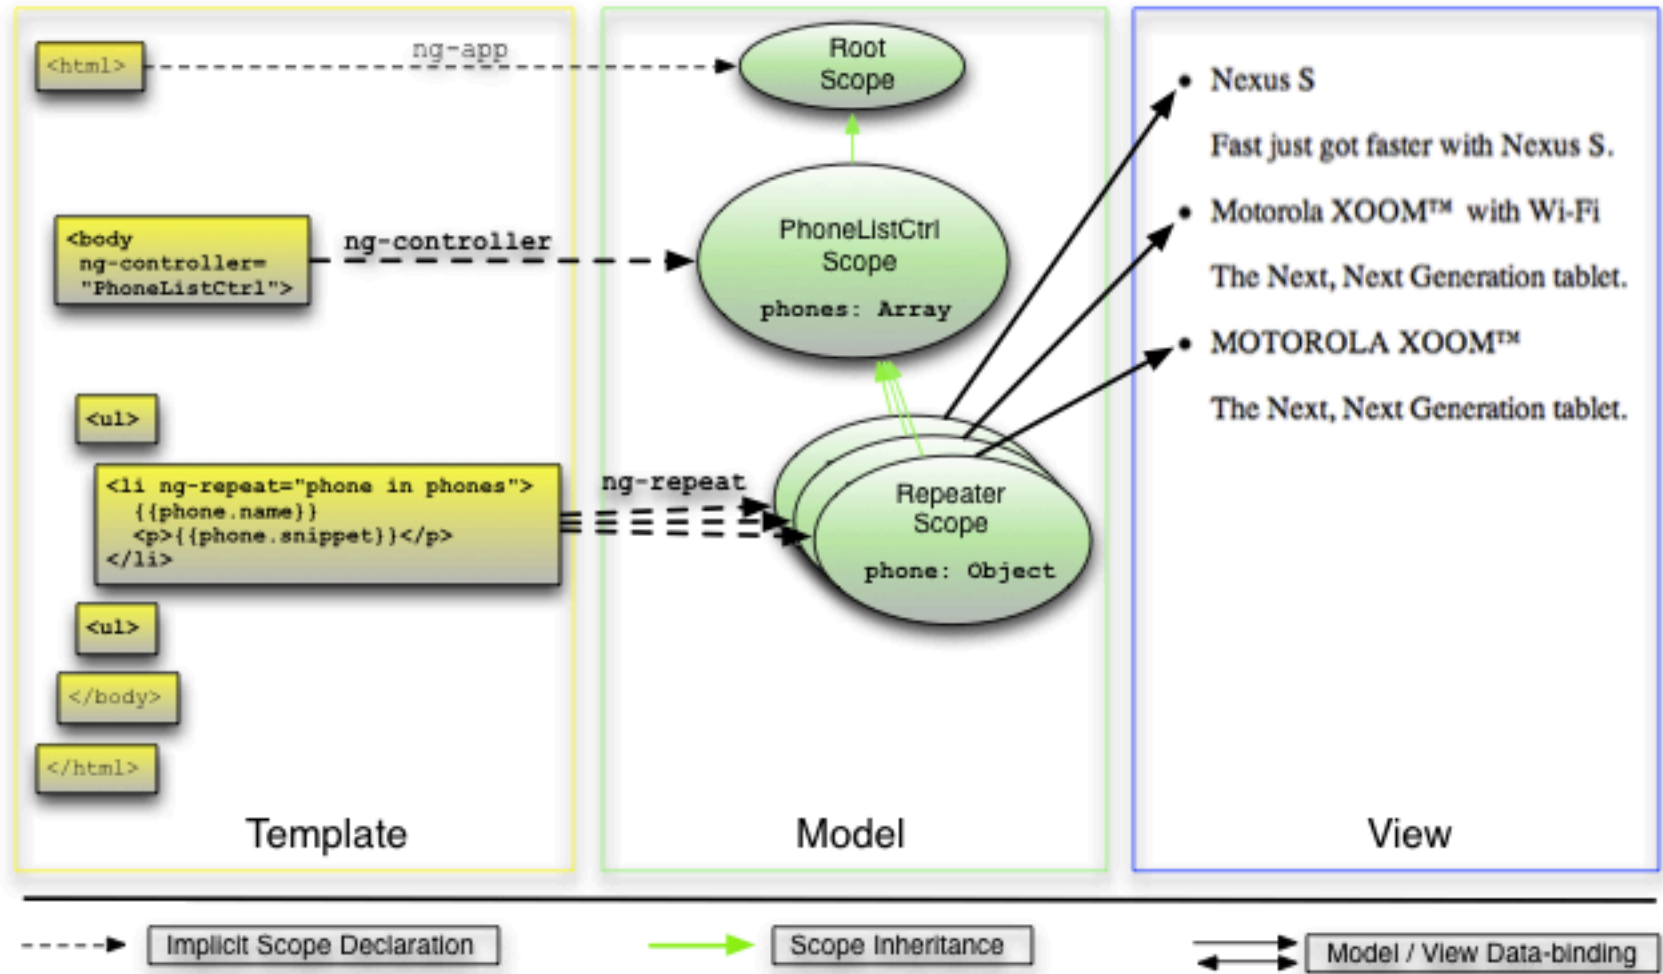 <html>
ng-app
Root
Scope
<body
ng-controller=
"PhoneListCtrl">
ng-controller
PhoneListCtrl
Scope
phones: Array
<ul>
<li ng-repeat="phone in phones">
{{phone.name}}
<p>{{phone.snippet}}</p>
</li>
ng-repeat
Repeater
Scope
phone: Object
<ul>
</body>
</html>
Nexus S
Fast just got faster with Nexus S.
Motorola XOOM™ with Wi-Fi
The Next, Next Generation tablet.
MOTOROLA XOOM™
The Next, Next Generation tablet.
Template
Model
View
Implicit Scope Declaration
Scope Inheritance
Model / View Data-binding